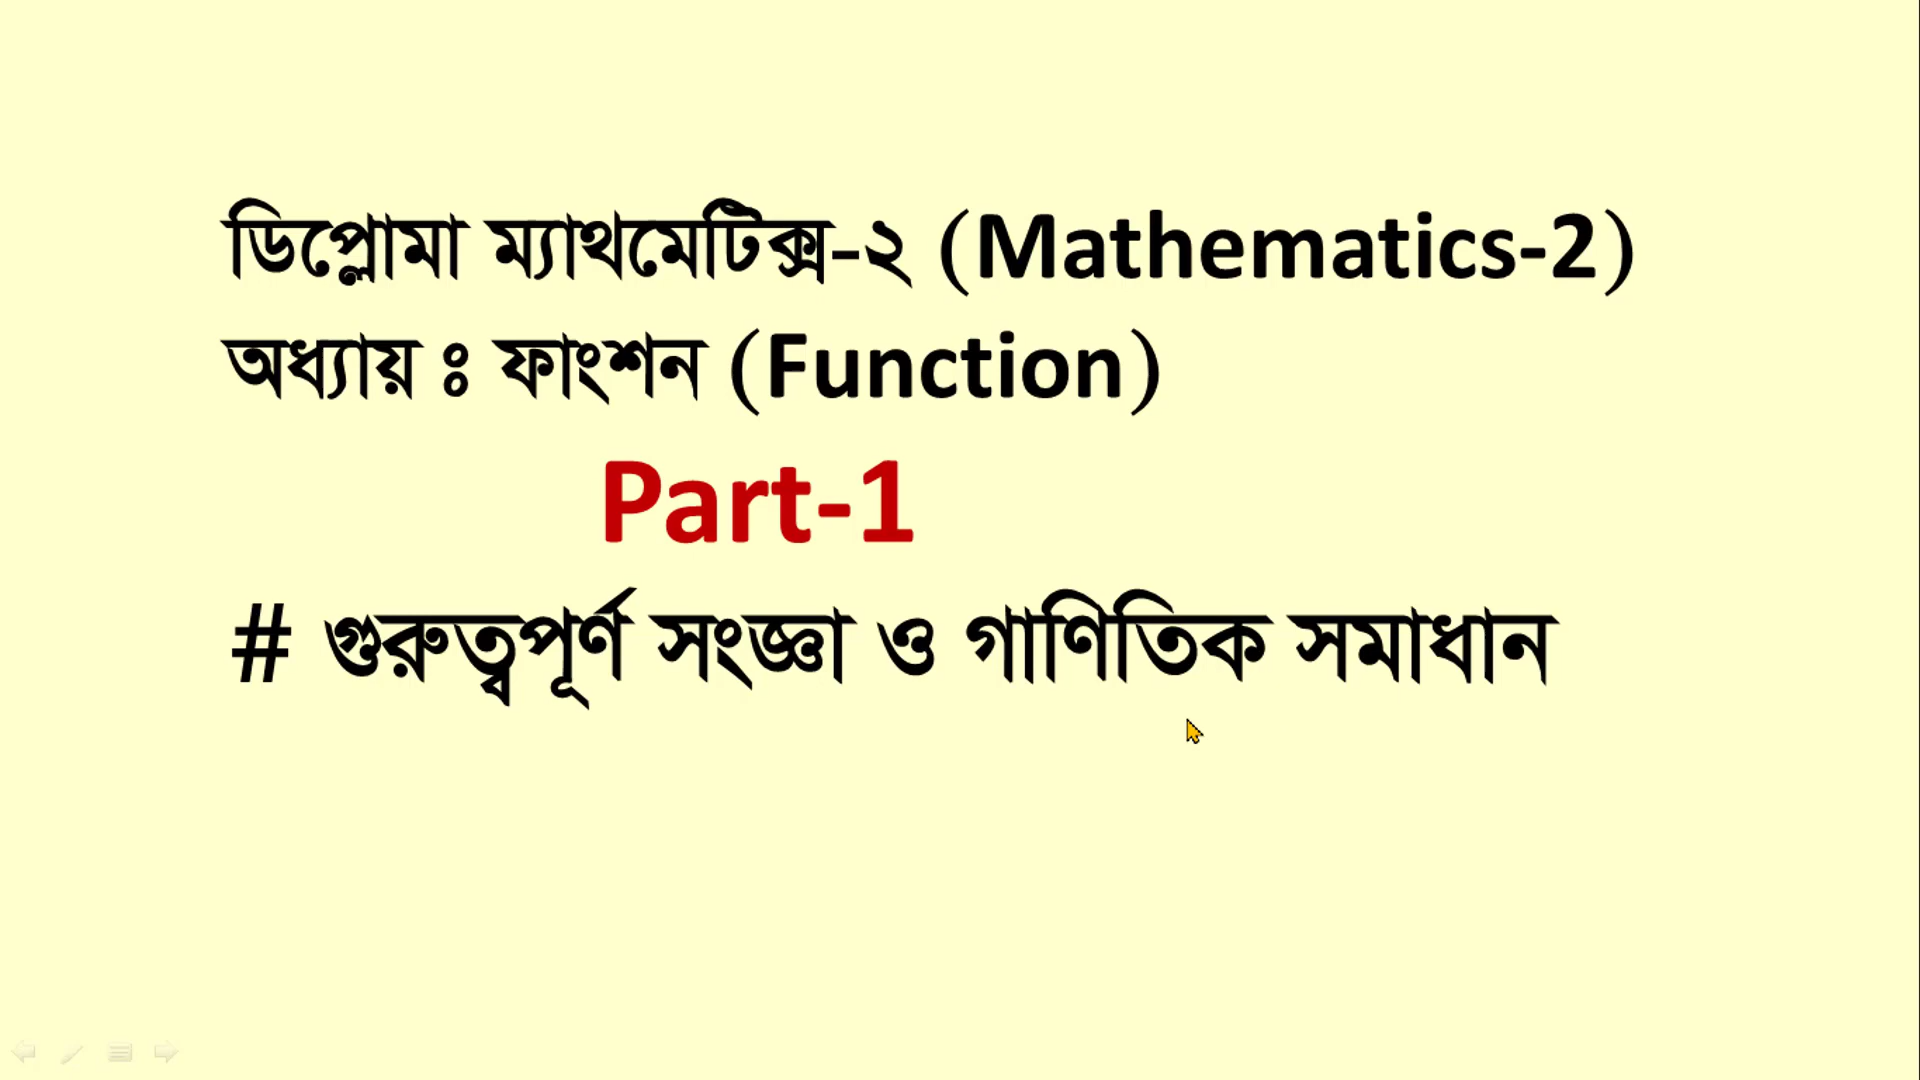 ডিপ্লোমা ম্যাথমেটিক্স-২ (Mathematics-2)
অধ্যায় ঃ ফাংশন (Function)
Part-1
# গুরুত্বপূর্ণ সংজ্ঞা ও গাণিতিক সমাধান